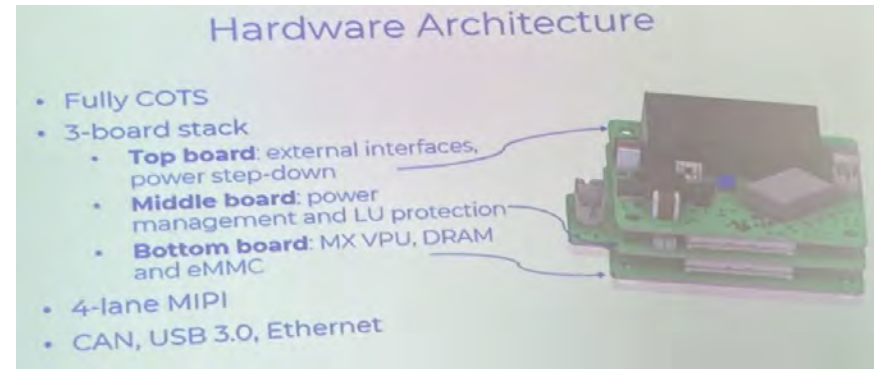 Hardware Architecture
• Fully COTS
• 3-board stack
• Top board: external interfaces,
power step-down
• Middle board: power
management and LU protection
• Bottom board: MX VPU, DRAM
and eMMC
• 4-lane MIPI
• CAN, USB 3.0, Ethernet